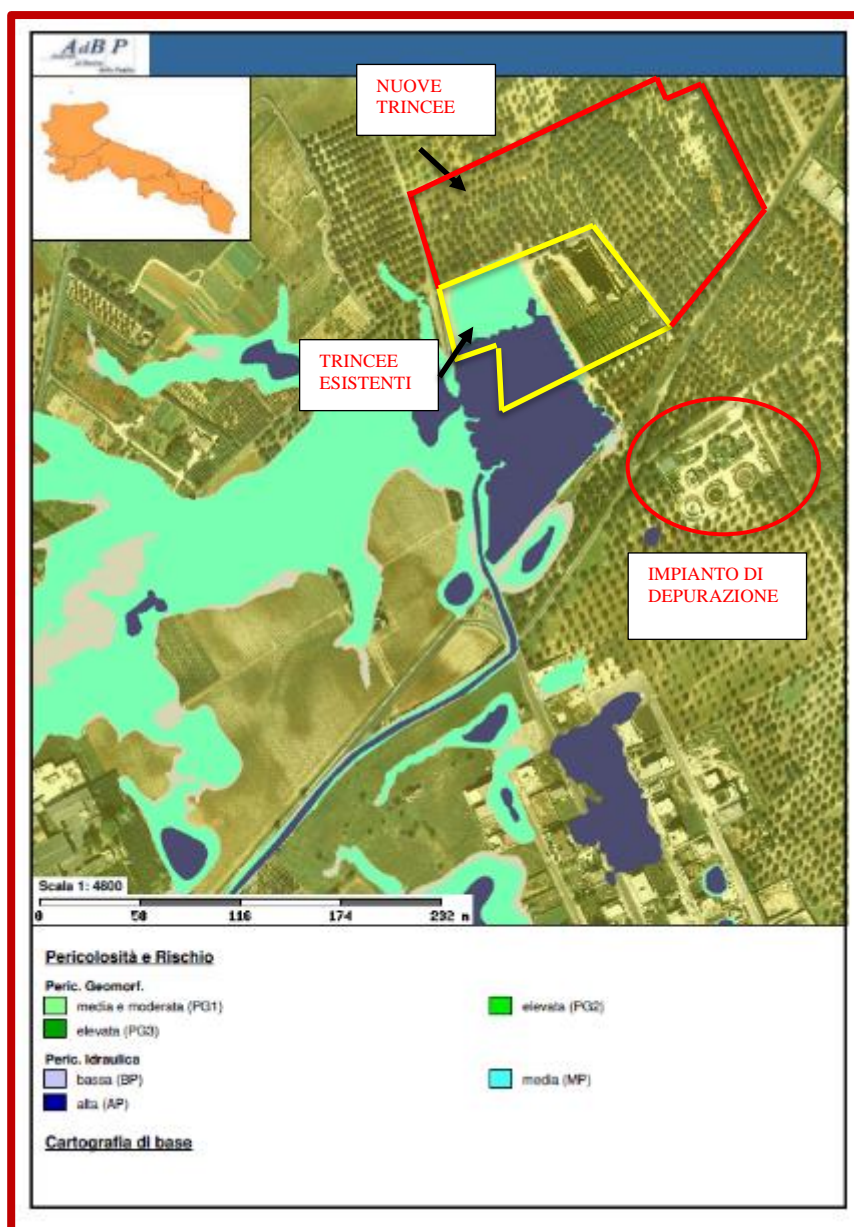 AdB P
NUOVE
TRINCEE
TRINCEE
ESISTENTI
IMPIANTO DI
DEPURAZIONE
Scala 1: 4800
0 58 116 174 232 m
Pericolosità e Rischio
Peric. Geomorf.
media e moderata (PG1)
elevata (PG2)
elevata (PG3)
Peric. Idraulica
bassa (BP)
media (MP)
alta (AP)
Cartografia di base